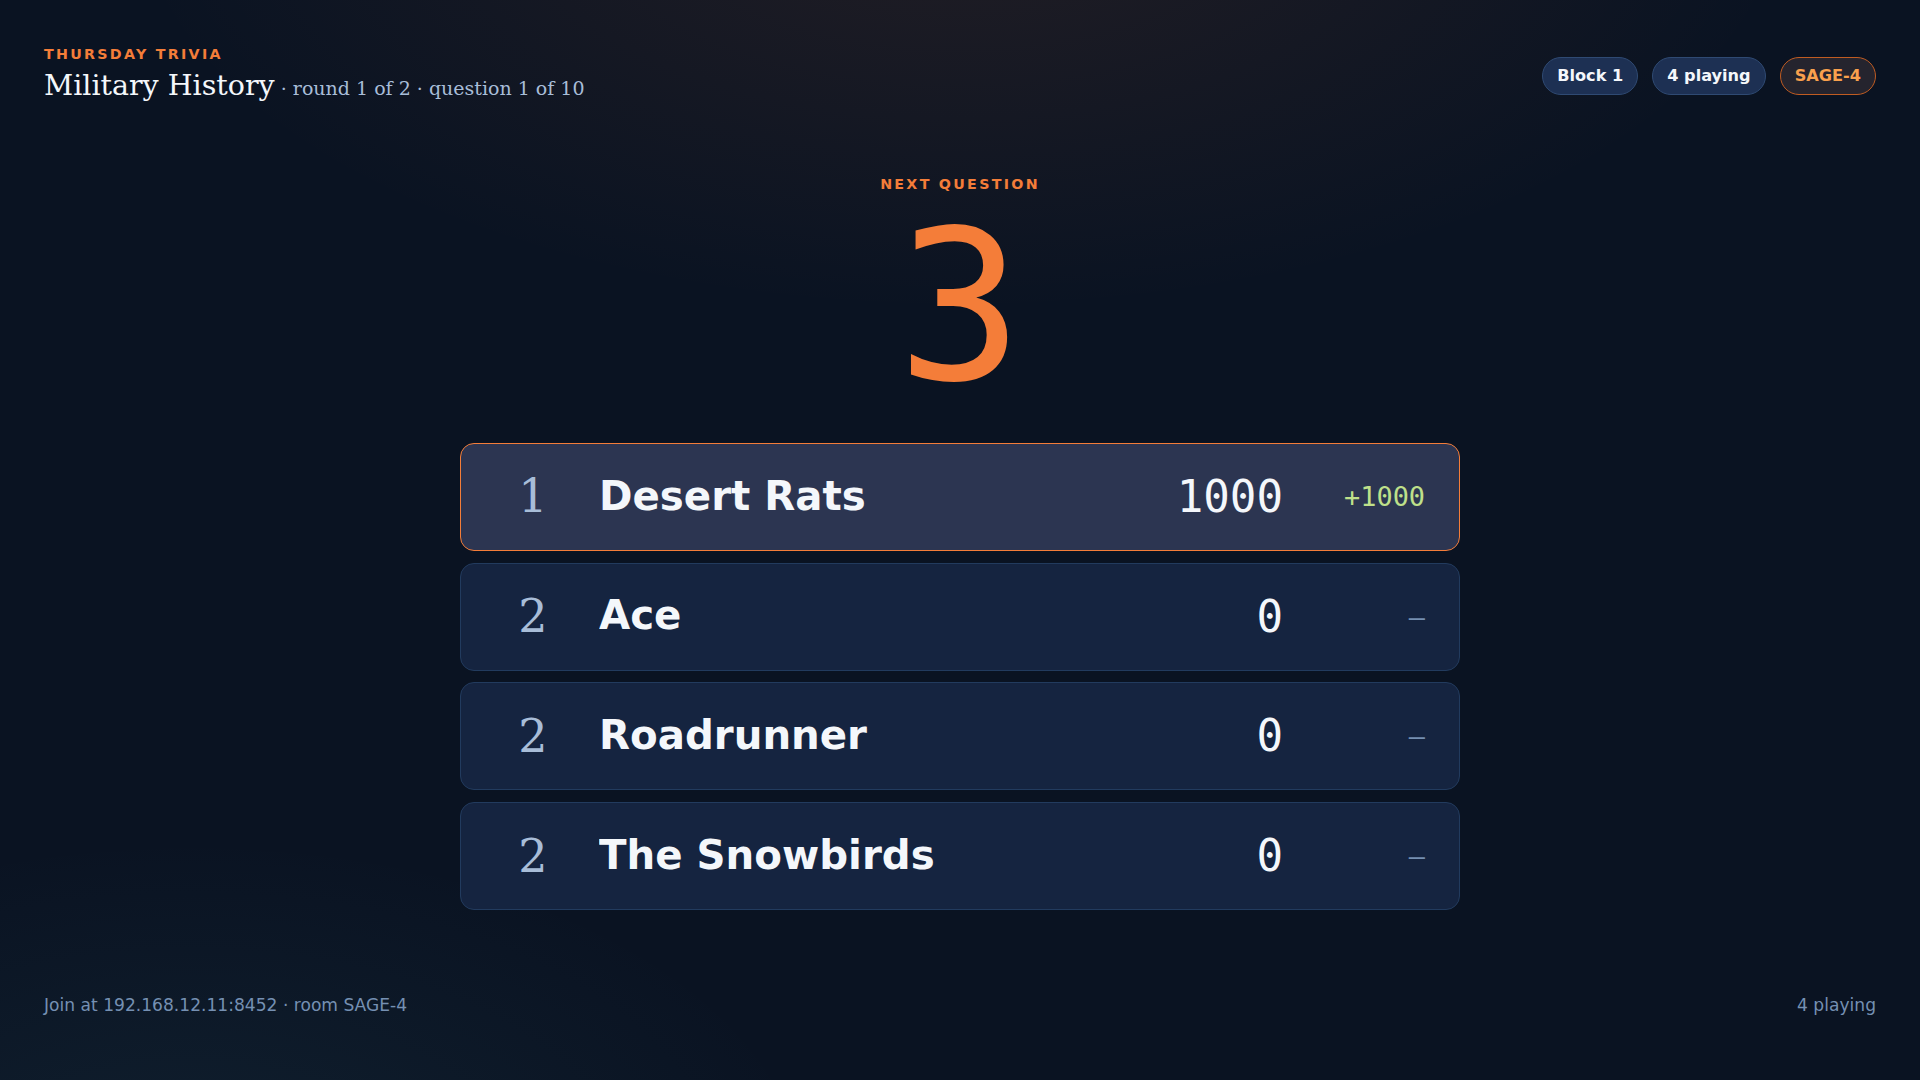 THURSDAY TRIVIA
Military History · round 1 of 2 · question 1 of 10
Block 1
4 playing
SAGE-4
NEXT QUESTION
3
1 Desert Rats 1000 +1000
2 Ace 0 –
2 Roadrunner 0 –
2 The Snowbirds 0 –
Join at 192.168.12.11:8452 · room SAGE-4
4 playing